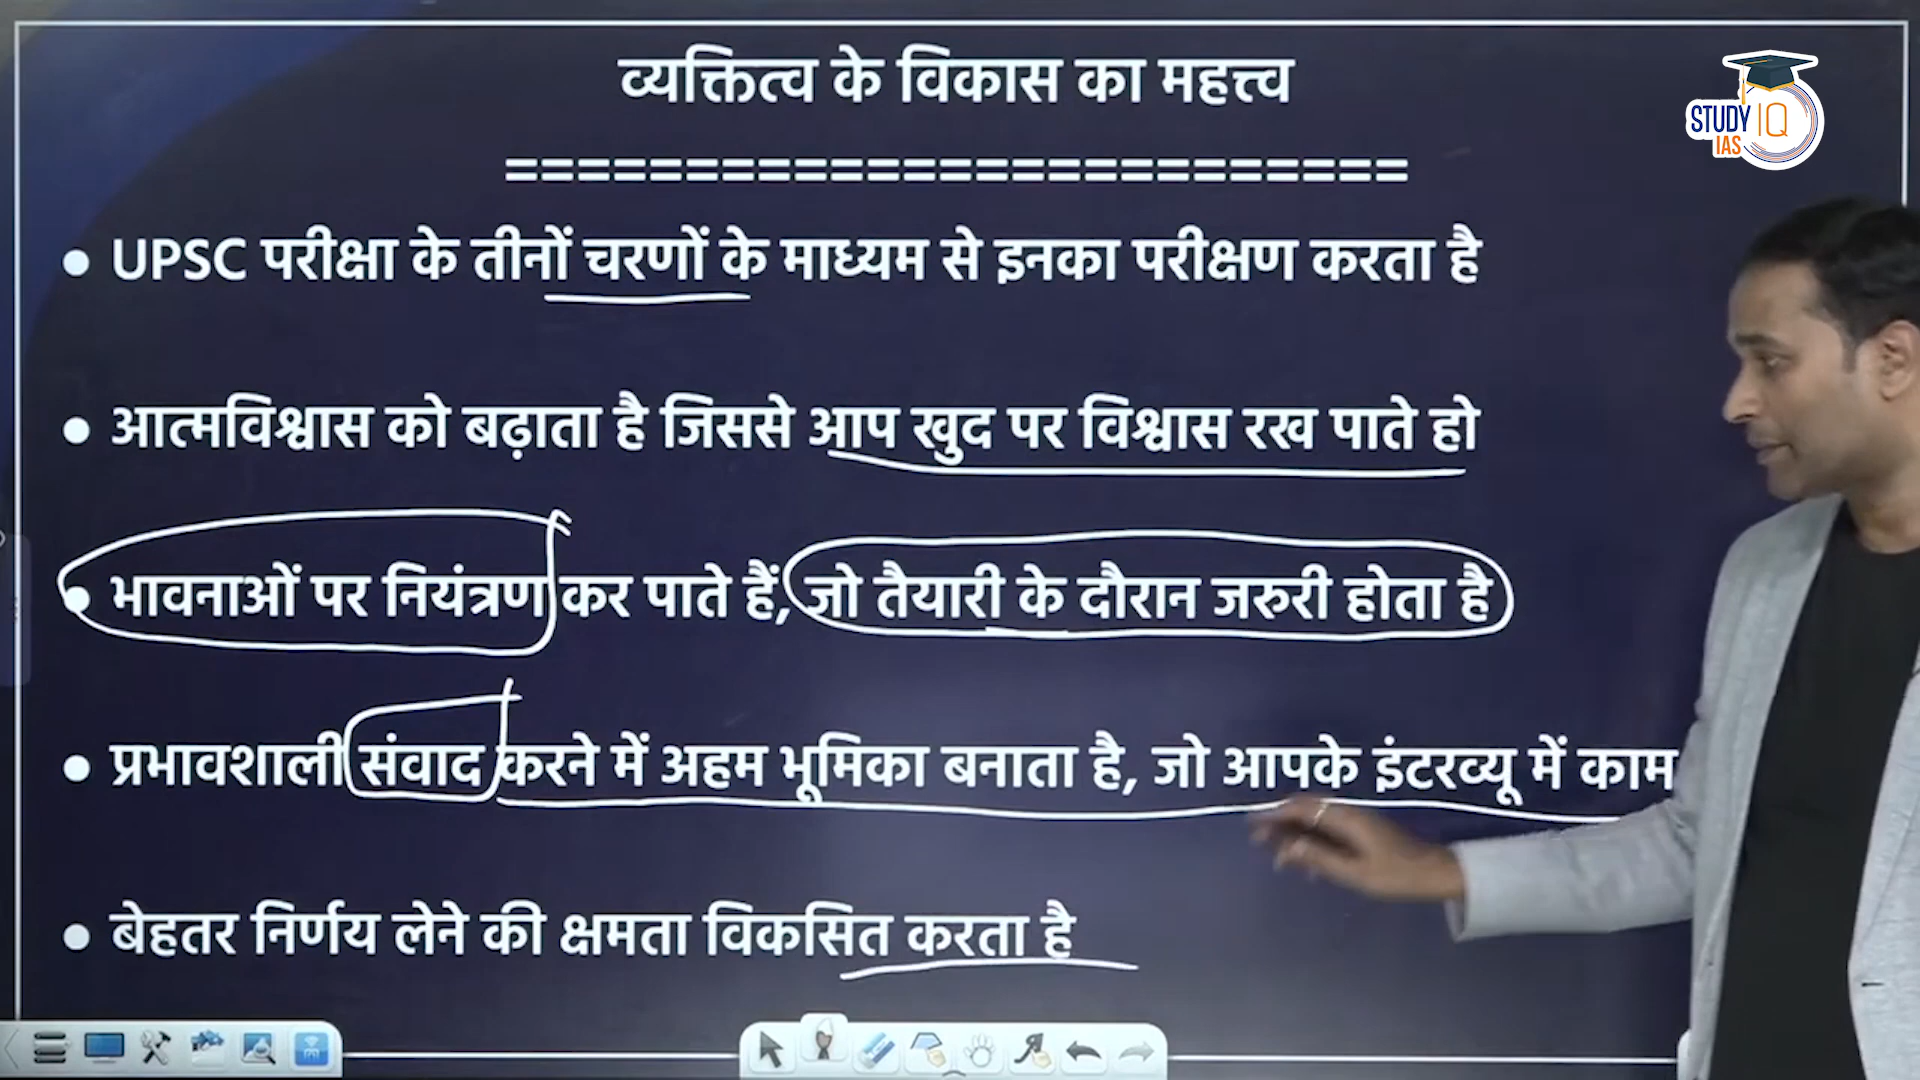 व्यक्तित्व के विकास का महत्त्व
=========================
STUDY IQ
IAS
• UPSC परीक्षा के तीनों चरणों के माध्यम से इनका परीक्षण करता है
• आत्मविश्वास को बढ़ाता है जिससे आप खुद पर विश्वास रख पाते हो
• भावनाओं पर नियंत्रण कर पाते हैं, जो तैयारी के दौरान जरुरी होता है
• प्रभावशाली संवाद करने में अहम भूमिका बनाता है, जो आपके इंटरव्यू में काम
• बेहतर निर्णय लेने की क्षमता विकसित करता है